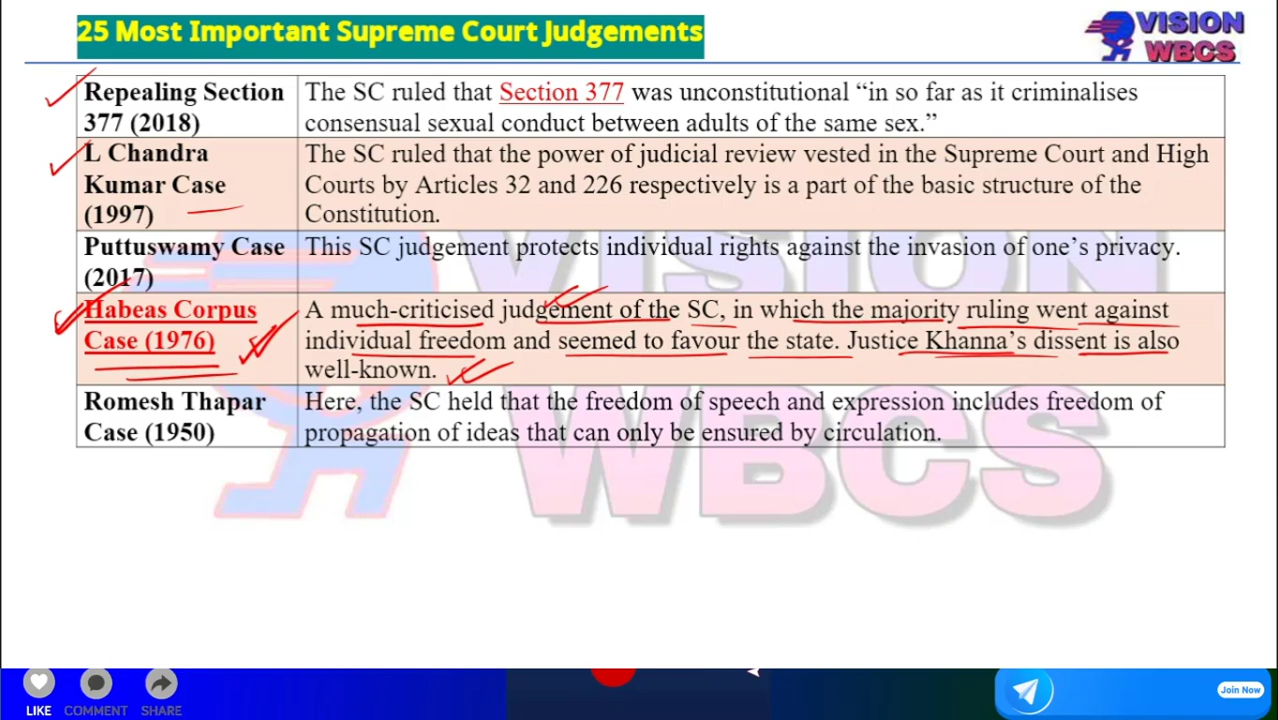 25 Most Important Supreme Court Judgements
VISION
WBCS
Repealing Section
377 (2018)
The SC ruled that Section 377 was unconstitutional “in so far as it criminalises
consensual sexual conduct between adults of the same sex.”
L Chandra
Kumar Case
(1997)
The SC ruled that the power of judicial review vested in the Supreme Court and High
Courts by Articles 32 and 226 respectively is a part of the basic structure of the
Constitution.
Puttuswamy Case
(2017)
This SC judgement protects individual rights against the invasion of one’s privacy.
Habeas Corpus
Case (1976)
A much-criticised judgement of the SC, in which the majority ruling went against
individual freedom and seemed to favour the state. Justice Khanna’s dissent is also
well-known.
Romesh Thapar
Case (1950)
Here, the SC held that the freedom of speech and expression includes freedom of
propagation of ideas that can only be ensured by circulation.
VISION
WBCS
LIKE COMMENT SHARE
Join Now